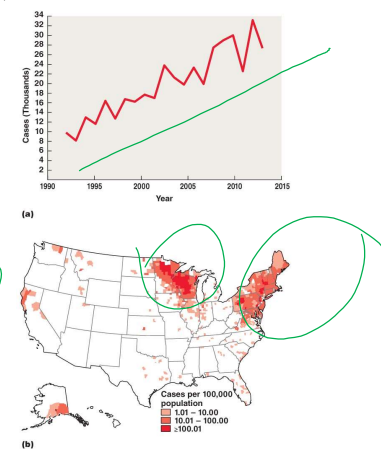 34
32
30
28
26
24
22
20
18
16
14
12
10
8
6
4
2
Cases (Thousands)
1990 1995 2000 2005 2010 2015
Year
(a)
Cases per 100,000
population
1.01 – 10.00
10.01 – 100.00
≥100.01
(b)